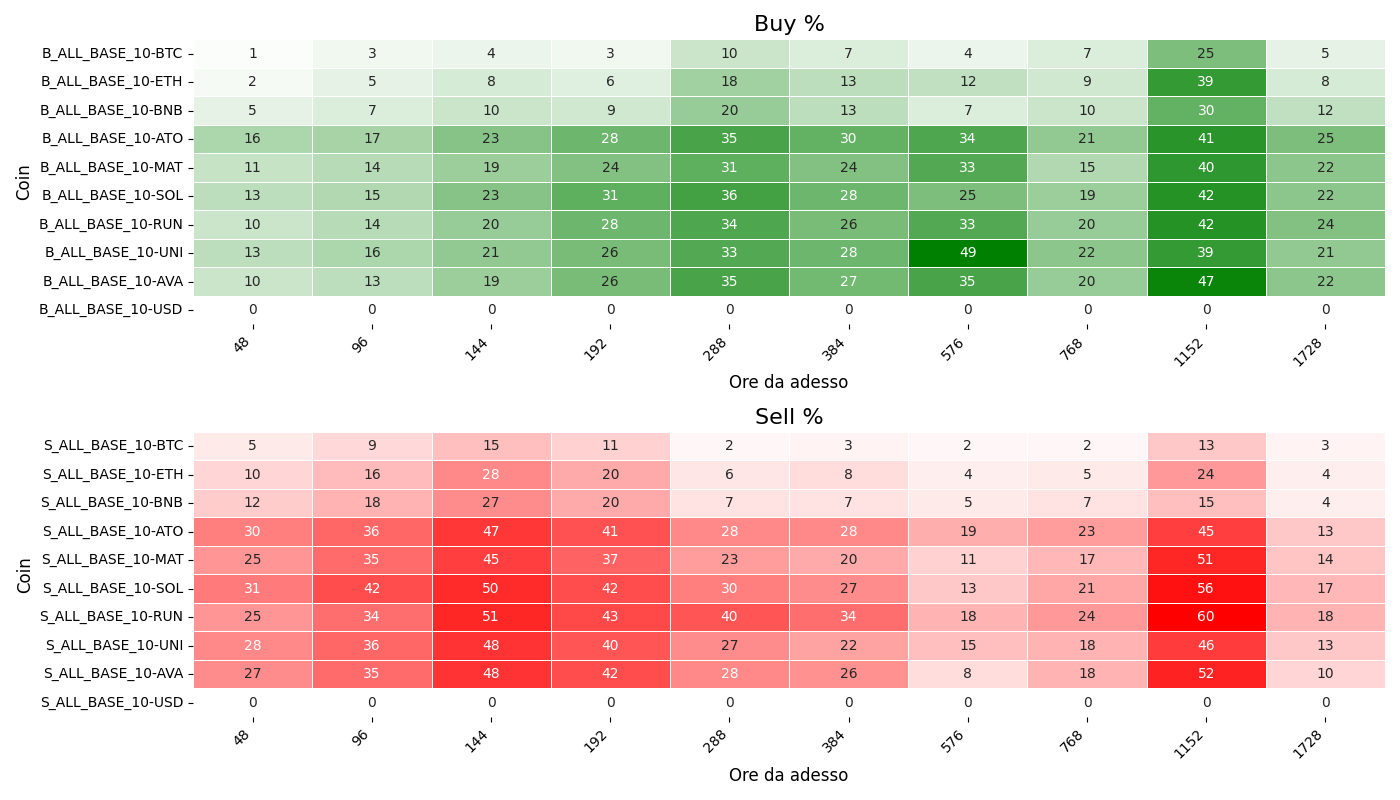 Buy %
Coin
B_ALL_BASE_10-BTC 1 3 4 3 10 7 4 7 25 5
B_ALL_BASE_10-ETH 2 5 8 6 18 13 12 9 39 8
B_ALL_BASE_10-BNB 5 7 10 9 20 13 7 10 30 12
B_ALL_BASE_10-ATO 16 17 23 28 35 30 34 21 41 25
B_ALL_BASE_10-MAT 11 14 19 24 31 24 33 15 40 22
B_ALL_BASE_10-SOL 13 15 23 31 36 28 25 19 42 22
B_ALL_BASE_10-RUN 10 14 20 28 34 26 33 20 42 24
B_ALL_BASE_10-UNI 13 16 21 26 33 28 49 22 39 21
B_ALL_BASE_10-AVA 10 13 19 26 35 27 35 20 47 22
B_ALL_BASE_10-USD 0 0 0 0 0 0 0 0 0 0
48 96 144 192 288 384 576 768 1152 1728
Ore da adesso
Sell %
Coin
S_ALL_BASE_10-BTC 5 9 15 11 2 3 2 2 13 3
S_ALL_BASE_10-ETH 10 16 28 20 6 8 4 5 24 4
S_ALL_BASE_10-BNB 12 18 27 20 7 7 5 7 15 4
S_ALL_BASE_10-ATO 30 36 47 41 28 28 19 23 45 13
S_ALL_BASE_10-MAT 25 35 45 37 23 20 11 17 51 14
S_ALL_BASE_10-SOL 31 42 50 42 30 27 13 21 56 17
S_ALL_BASE_10-RUN 25 34 51 43 40 34 18 24 60 18
S_ALL_BASE_10-UNI 28 36 48 40 27 22 15 18 46 13
S_ALL_BASE_10-AVA 27 35 48 42 28 26 8 18 52 10
S_ALL_BASE_10-USD 0 0 0 0 0 0 0 0 0 0
48 96 144 192 288 384 576 768 1152 1728
Ore da adesso